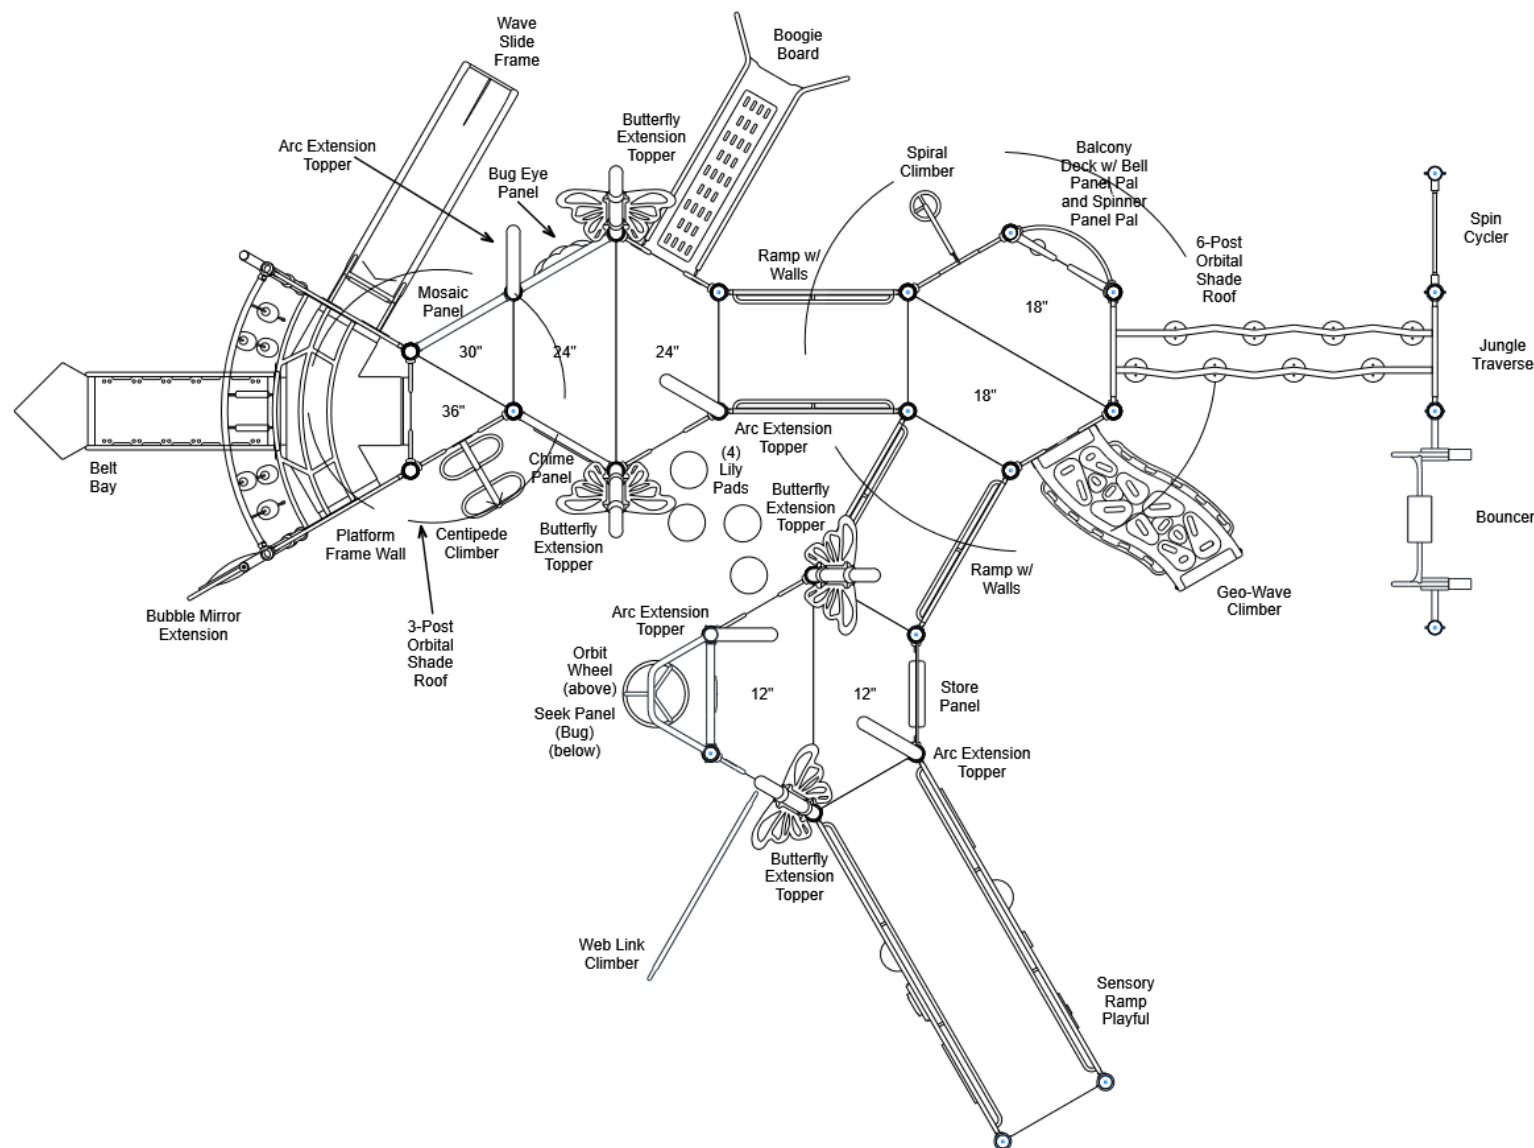 Wave
Slide
Frame
Boogie
Board
Arc Extension
Topper
Butterfly
Extension
Topper
Bug Eye
Panel
Spiral
Climber
Balcony
Deck w/ Bell
Panel Pal
and Spinner
Panel Pal
Spin
Cycler
6-Post
Orbital
Shade
Roof
Ramp w/
Walls
Mosaic
Panel
18"
30"
24"
24"
Jungle
Traverse
36"
18"
Belt
Bay
Chime
Panel
Arc Extension
Topper
(4)
Lily
Pads
Butterfly
Extension
Topper
Bouncer
Platform
Frame Wall
Centipede
Climber
Butterfly
Extension
Topper
Ramp w/
Walls
Geo-Wave
Climber
Bubble Mirror
Extension
3-Post
Orbital
Shade
Roof
Arc Extension
Topper
Orbit
Wheel
(above)
Seek Panel
(Bug)
(below)
12"
12"
Store
Panel
Arc Extension
Topper
Butterfly
Extension
Topper
Web Link
Climber
Sensory
Ramp
Playful